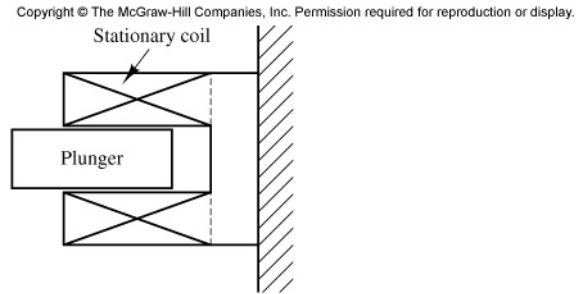 Copyright © The McGraw-Hill Companies, Inc. Permission required for reproduction or display.
Stationary coil
Plunger